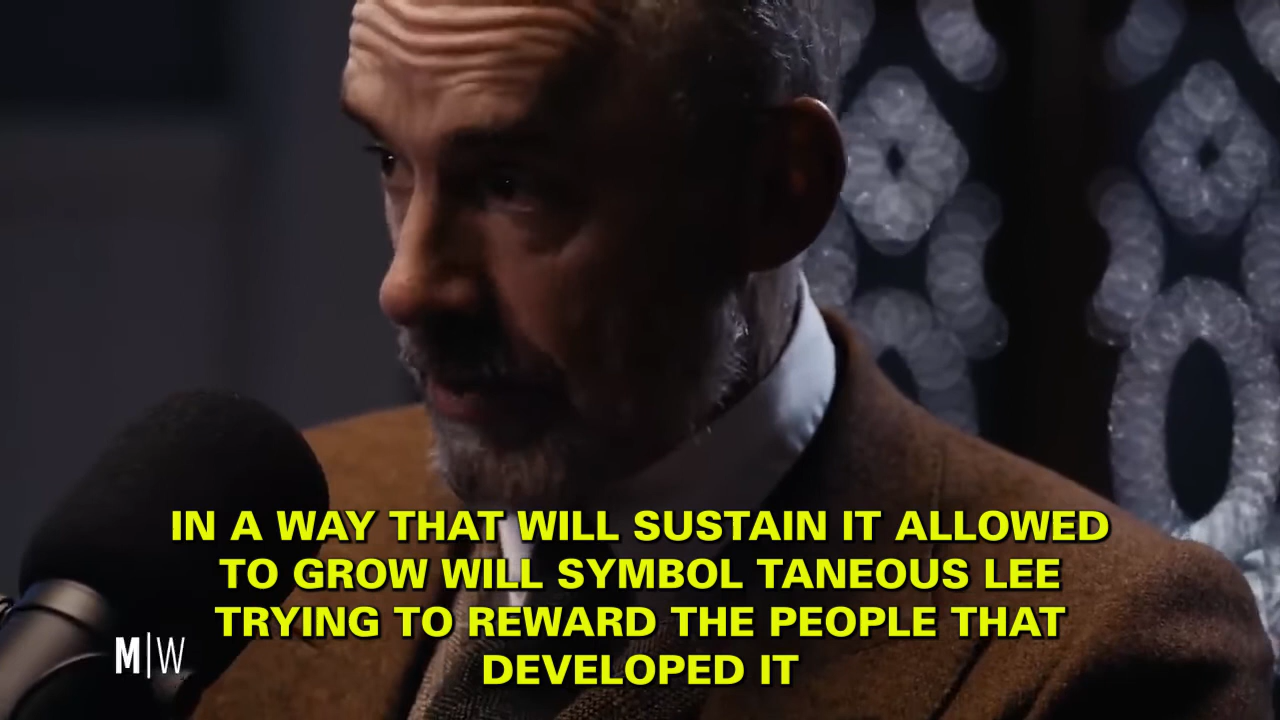 IN A WAY THAT WILL SUSTAIN IT ALLOWED
TO GROW WILL SYMBOL TANEOUS LEE
TRYING TO REWARD THE PEOPLE THAT
DEVELOPED IT
M|W